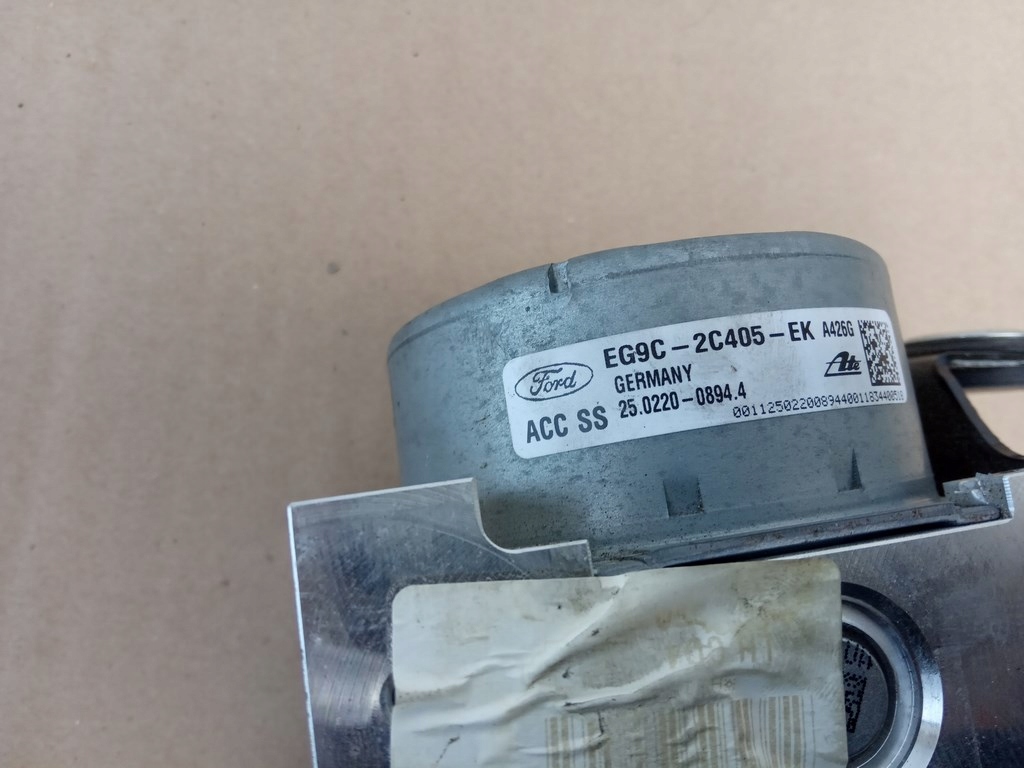 EG9C-2C405-EK A426G
Ford GERMANY Ate
ACC SS 25.0220-0894.4